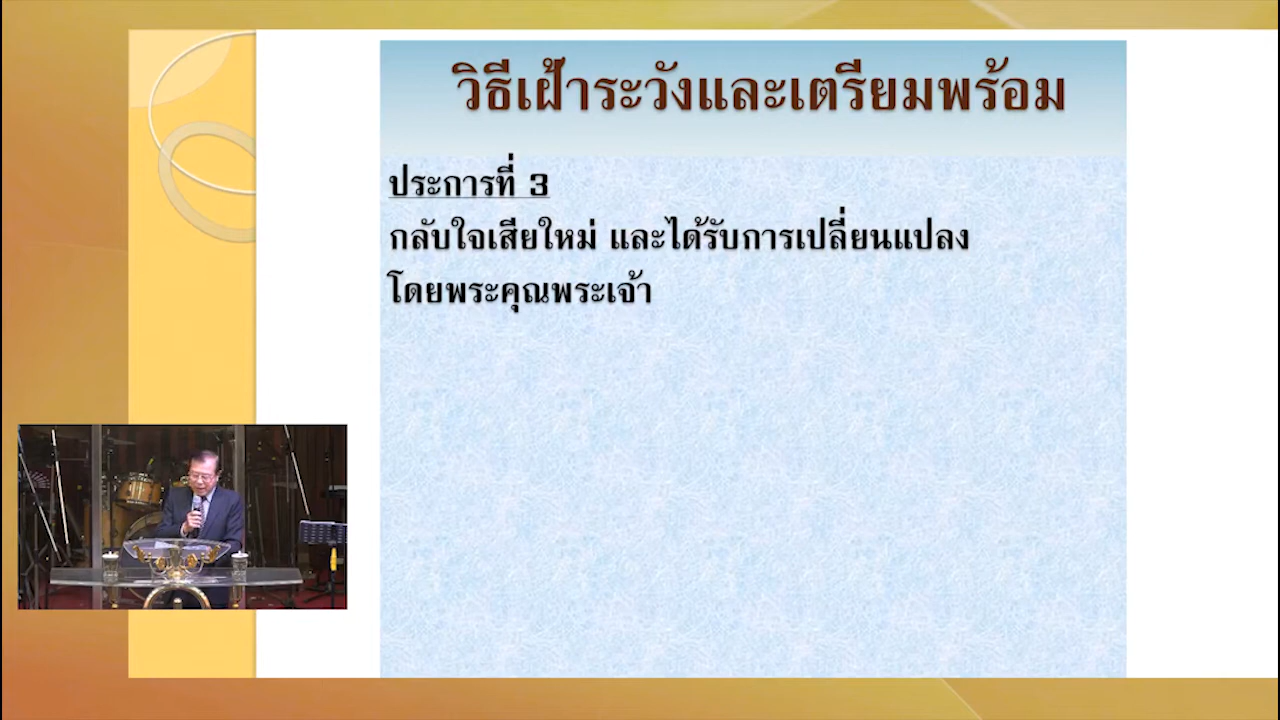 วิธีเฝ้าระวังและเตรียมพร้อม
ประการที่ 3
กลับใจเสียใหม่ และได้รับการเปลี่ยนแปลง
โดยพระคุณพระเจ้า